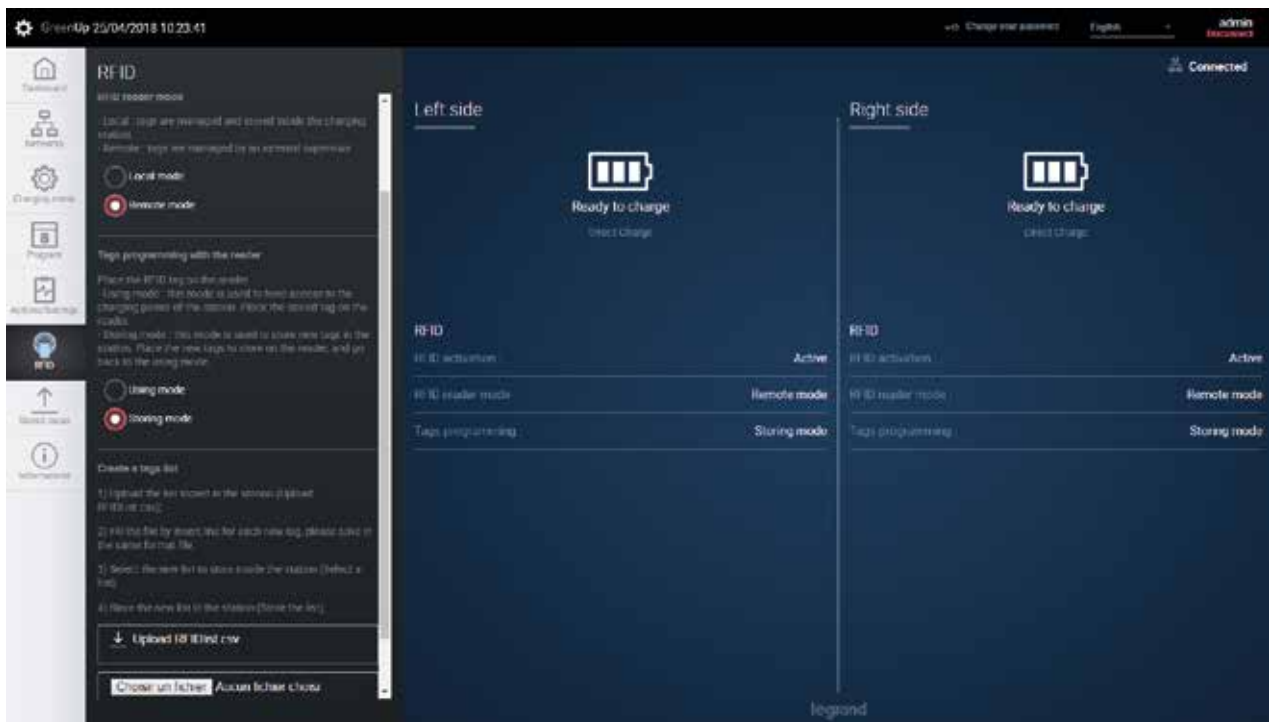 GreenUp 25/04/2018 10:23:41
Change your password
English
admin
Disconnect
Connected
Dashboard
Networks
Charging mode
Program
RFID
Information
RFID
RFID reader mode
- Local : tags are managed and stored inside the charging
station
- Remote : tags are managed by an external supervisor
Local mode
Remote mode
Tags programming with the reader
Place the RFID tag on the reader
- Using mode : this mode is used to have access to the
charging power of the station. Place the stored tag on the
reader.
- Storing mode : this mode is used to store new tags in the
station. Place the new tags to store on the reader, and go
back to the using mode.
Using mode
Storing mode
Create a tags list
1) Upload the list stored in the station (Upload
2) Fill the file by insert line for each new tag, please save in
the same format file
3) Select the new list to store inside the station (Select a
list)
4) Store the new list in the station (Store the list)
Upload RFIDlist.csv
Choisir un fichier Aucun fichier choisi
Left side
Ready to charge
Direct Charge
RFID
RFID activation Active
RFID reader mode Remote mode
Tags programming Storing mode
Right side
Ready to charge
Direct Charge
RFID
RFID activation Active
RFID reader mode Remote mode
Tags programming Storing mode
legrand